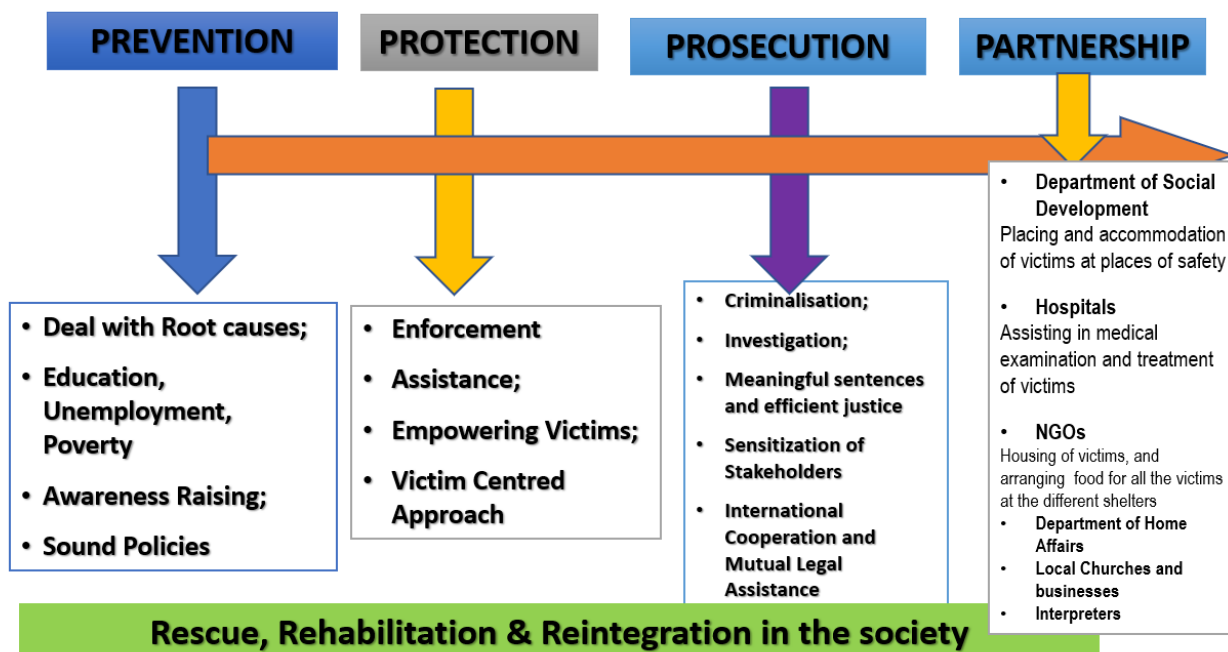 PREVENTION
PROTECTION
PROSECUTION
PARTNERSHIP
• Deal with Root causes;
• Education,
Unemployment,
Poverty
• Awareness Raising;
• Sound Policies
• Enforcement
• Assistance;
• Empowering Victims;
• Victim Centred
Approach
• Criminalisation;
• Investigation;
• Meaningful sentences
and efficient justice
• Sensitization of
Stakeholders
• International
Cooperation and
Mutual Legal
Assistance
• Department of Social
Development
Placing and accommodation
of victims at places of safety
• Hospitals
Assisting in medical
examination and treatment
of victims
• NGOs
Housing of victims, and
arranging food for all the victims
at the different shelters
• Department of Home
Affairs
• Local Churches and
businesses
• Interpreters
Rescue, Rehabilitation & Reintegration in the society